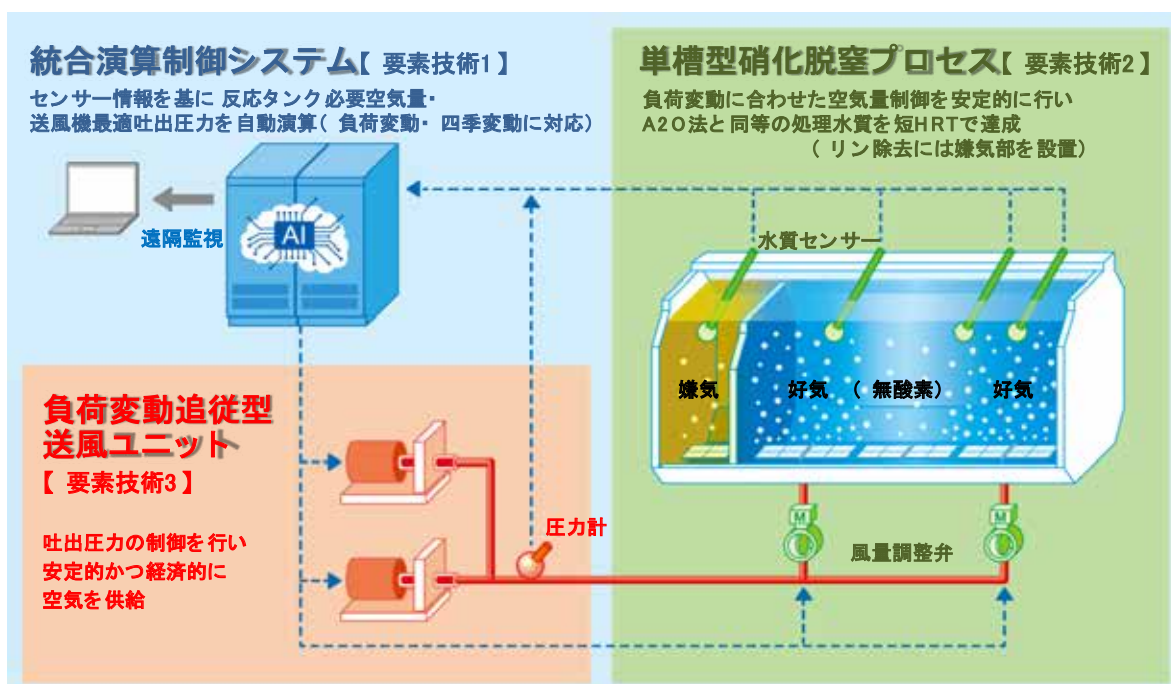 統合演算制御システム【 要素技術1 】
センサー情報を基に 反応タンク必要空気量・
送風機最適吐出圧力を自動演算( 負荷変動・ 四季変動に対応)
遠隔監視
AI
単槽型硝化脱窒プロセス【 要素技術2 】
負荷変動に合わせた空気量制御を安定的に行い
A2O法と同等の処理水質を短HRTで達成
( リン除去には嫌気部を設置)
水質センサー
嫌気 好気 ( 無酸素) 好気
負荷変動追従型
送風ユニット
【 要素技術3 】
吐出圧力の制御を行い
安定的かつ経済的に
空気を供給
圧力計
M M
風量調整弁